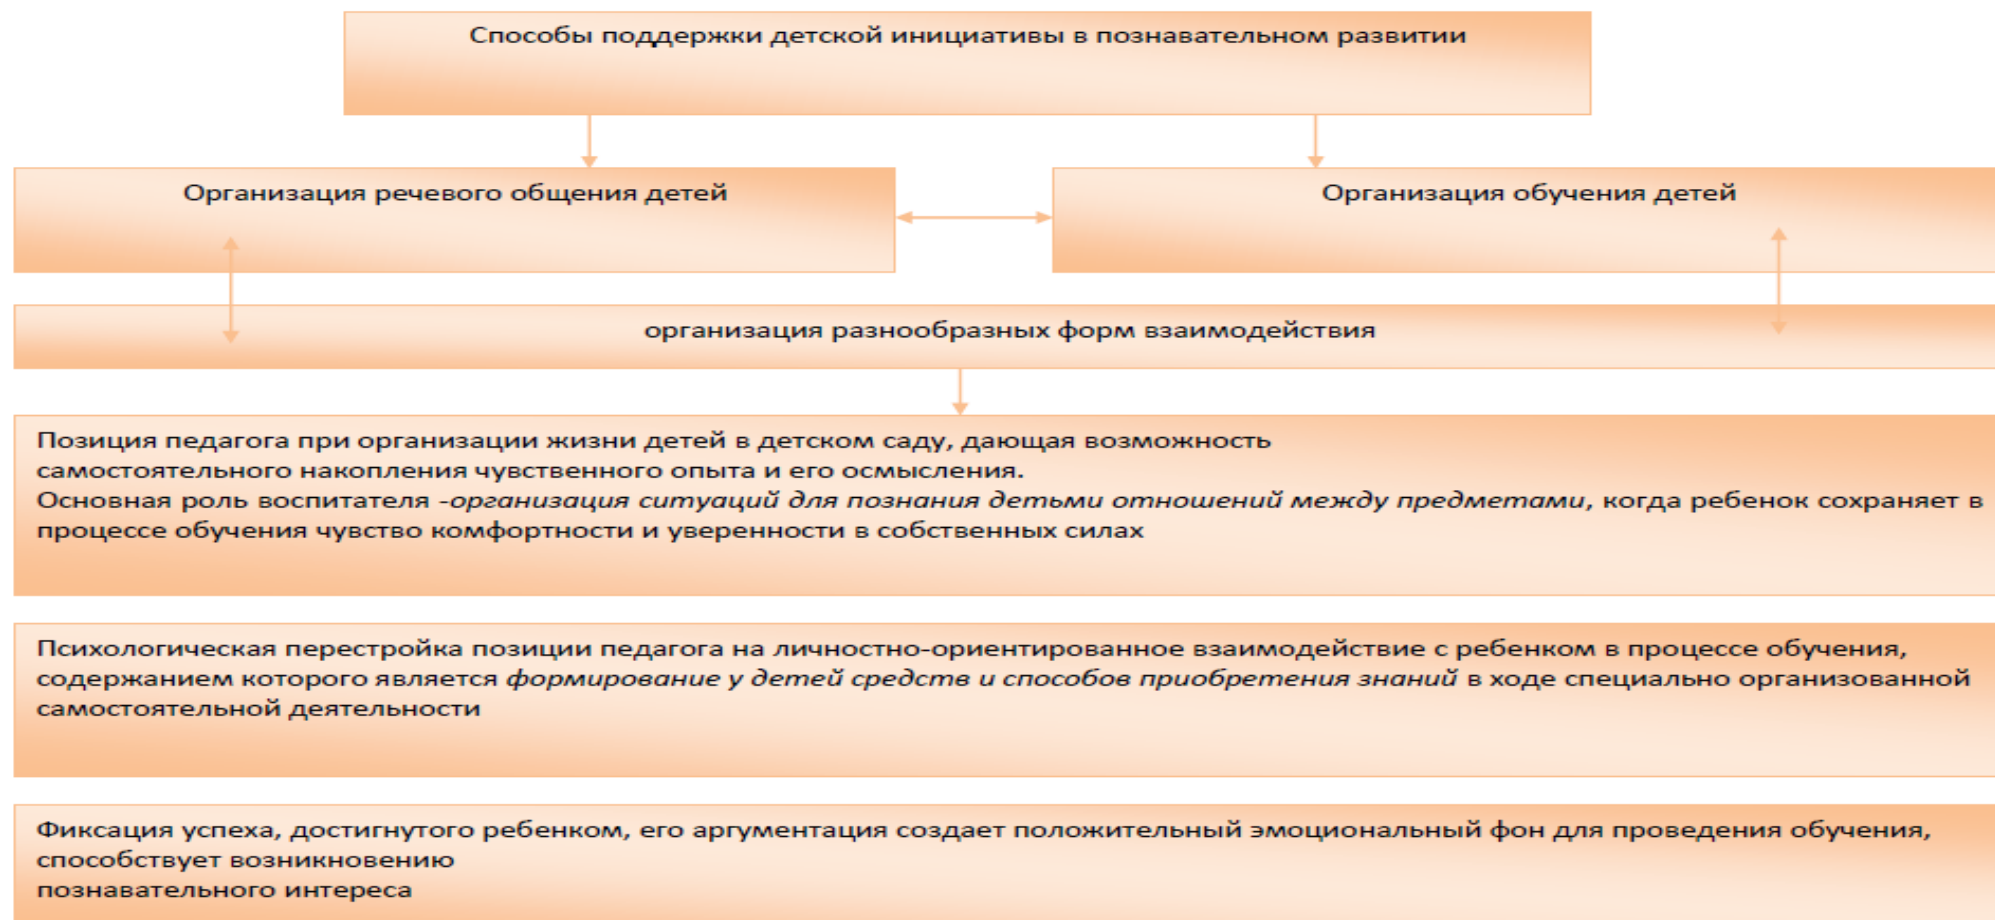 Способы поддержки детской инициативы в познавательном развитии
Организация речевого общения детей
Организация обучения детей
организация разнообразных форм взаимодействия
Позиция педагога при организации жизни детей в детском саду, дающая возможность
самостоятельного накопления чувственного опыта и его осмысления.
Основная роль воспитателя -организация ситуаций для познания детьми отношений между предметами, когда ребенок сохраняет в
процессе обучения чувство комфортности и уверенности в собственных силах
Психологическая перестройка позиции педагога на личностно-ориентированное взаимодействие с ребенком в процессе обучения,
содержанием которого является формирование у детей средств и способов приобретения знаний в ходе специально организованной
самостоятельной деятельности
Фиксация успеха, достигнутого ребенком, его аргументация создает положительный эмоциональный фон для проведения обучения,
способствует возникновению
познавательного интереса